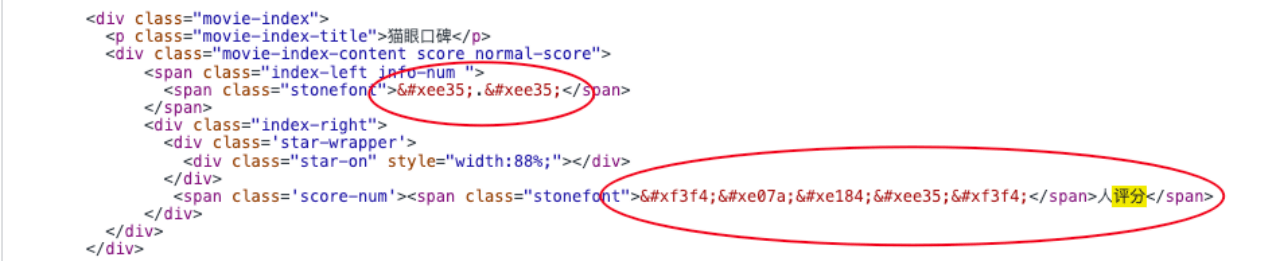 <div class="movie-index">
<p class="movie-index-title">猫眼口碑</p>
<div class="movie-index-content score normal-score">
<span class="index-left info-num ">
<span class="stonefont">&#xee35;.&#xee35;</span>
</span>
<div class="index-right">
<div class='star-wrapper'>
<div class="star-on" style="width:88%;"></div>
</div>
<span class='score-num'><span class="stonefont">&#xf3f4;&#xe07a;&#xe184;&#xee35;&#xf3f4;</span>人评分</span>
</div>
</div>
</div>